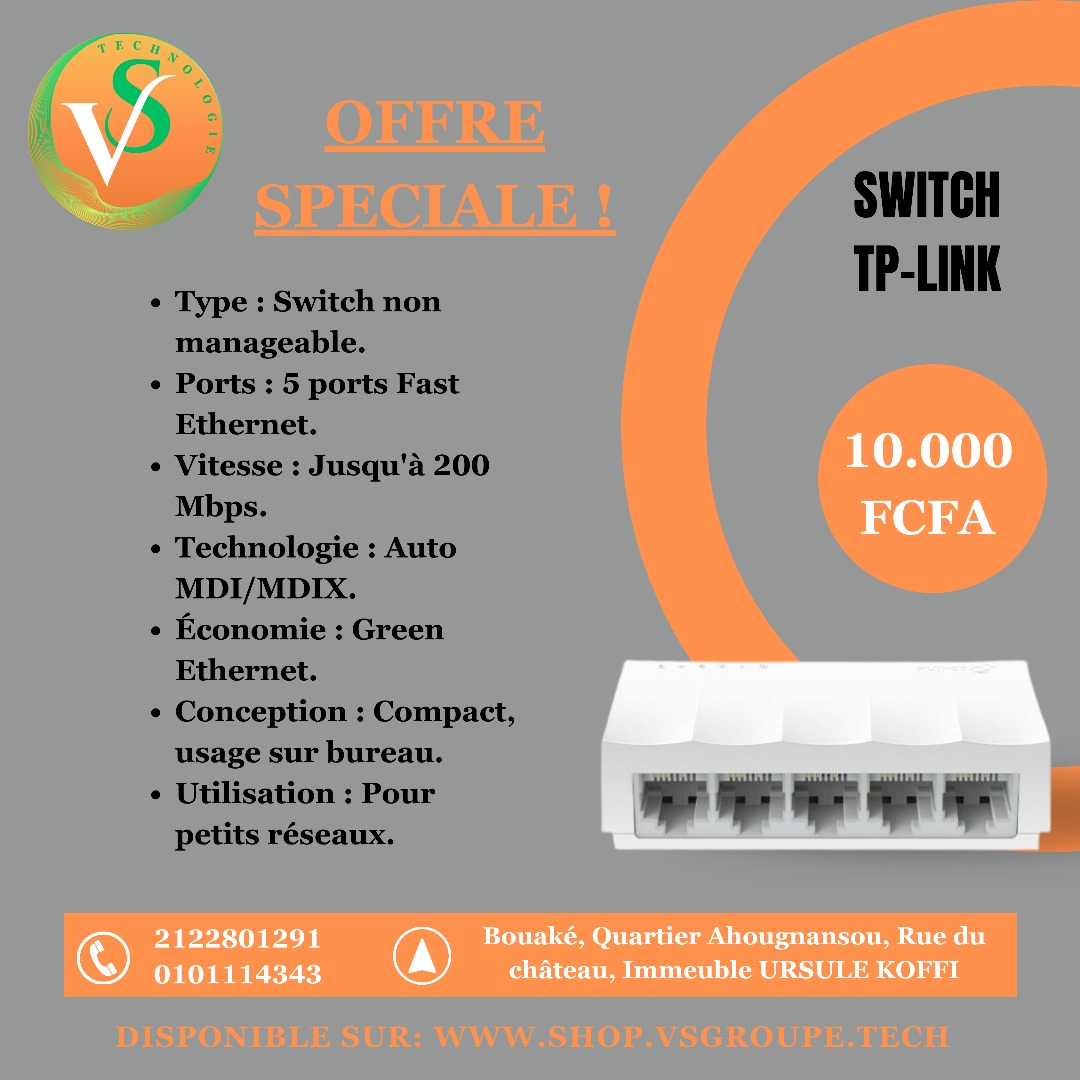 TECHNOLOGIE
VS
OFFRE
SPECIALE !
SWITCH
TP-LINK
10.000
FCFA
• Type : Switch non
manageable.
• Ports : 5 ports Fast
Ethernet.
• Vitesse : Jusqu'à 200
Mbps.
• Technologie : Auto
MDI/MDIX.
• Économie : Green
Ethernet.
• Conception : Compact,
usage sur bureau.
• Utilisation : Pour
petits réseaux.
2122801291
0101114343
Bouaké, Quartier Ahougnansou, Rue du
château, Immeuble URSULE KOFFI
DISPONIBLE SUR: WWW.SHOP.VSGROUPE.TECH